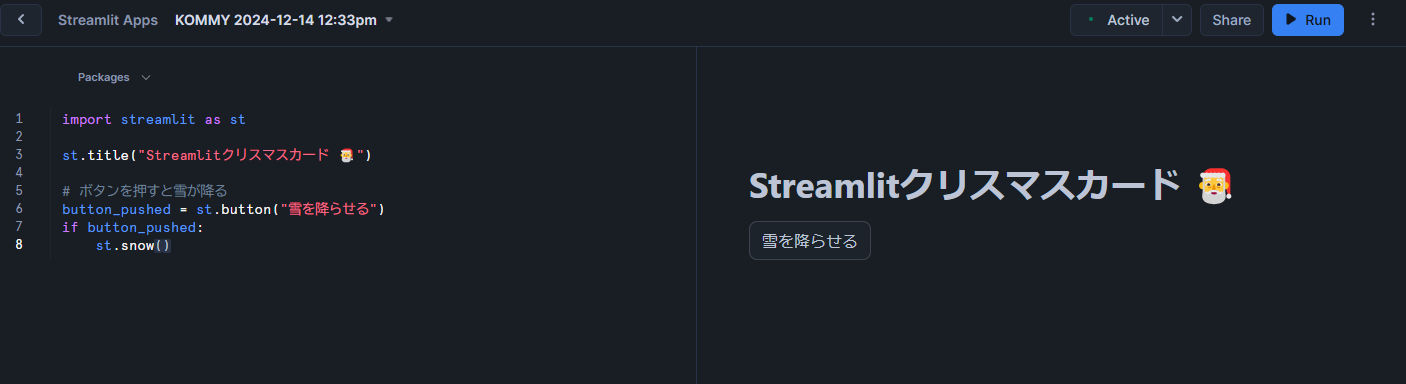 Streamlit Apps KOMMY 2024-12-14 12:33pm
Active Share Run
Packages
1 import streamlit as st
2
3 st.title("Streamlitクリスマスカード 🎅")
4
5 # ボタンを押すと雪が降る
6 button_pushed = st.button("雪を降らせる")
7 if button_pushed:
8     st.snow()
Streamlitクリスマスカード 🎅
雪を降らせる